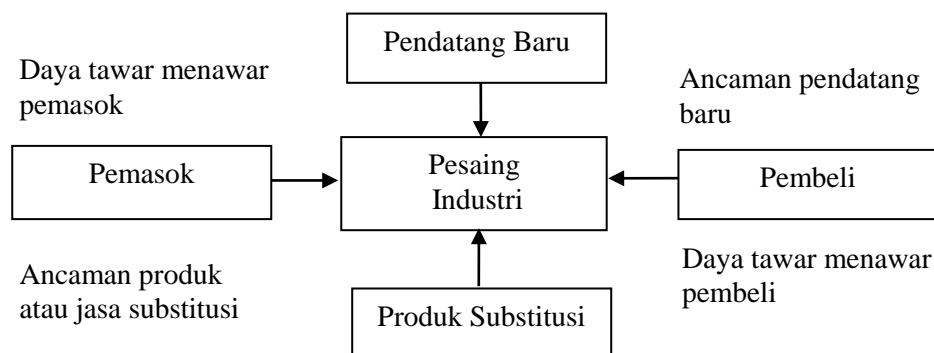 Pendatang Baru
Daya tawar menawar
pemasok
Ancaman pendatang
baru
Pemasok
Pesaing
Industri
Pembeli
Ancaman produk
atau jasa substitusi
Daya tawar menawar
pembeli
Produk Substitusi